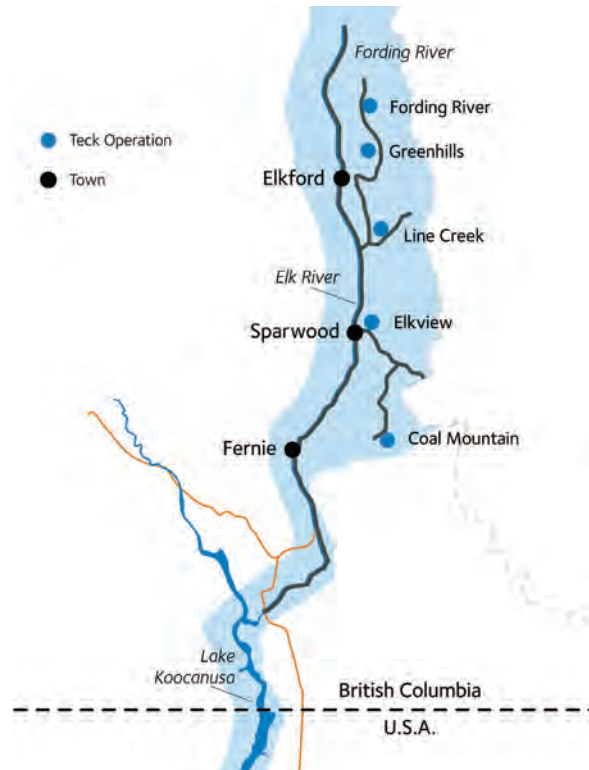 Fording River
Fording River
Teck Operation
Greenhills
Town
Elkford
Line Creek
Elk River
Elkview
Sparwood
Coal Mountain
Fernie
Lake
Koocanusa
British Columbia
U.S.A.